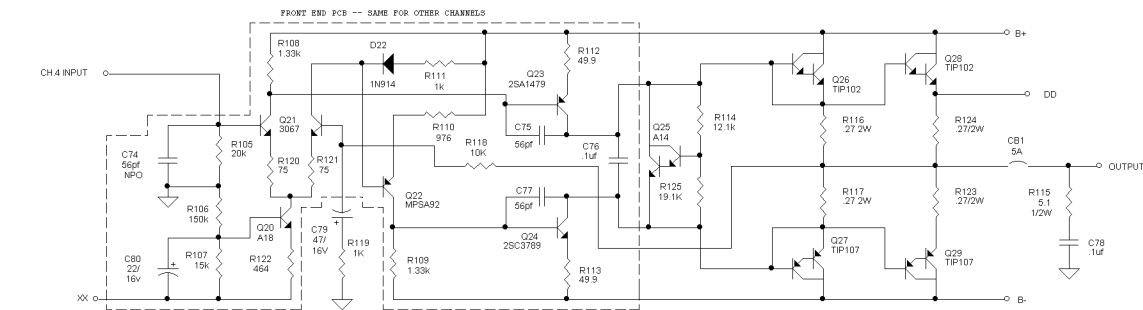 FRONT END PCB -- SAME FOR OTHER CHANNELS
B+
R108
1.33k
D22
1N914
R111
1k
R112
49.9
CH.4 INPUT
Q23
2SA1479
Q26
TIP102
Q28
TIP102
DD
Q21
3067
R110
976
C75
56pf
Q25
A14
R114
12.1k
R116
.27 2W
R124
.27/2W
CB1
5A
C74
56pf
NPO
R105
20k
R120
75
R121
75
R118
10K
C76
.1uf
OUTPUT
Q22
MPSA92
C77
56pf
R125
19.1K
R117
.27 2W
R123
.27/2W
R115
5.1
1/2W
R106
150k
Q20
A18
C79
47/
16V
R119
1K
Q24
2SC3789
Q27
TIP107
Q29
TIP107
C78
.1uf
C80
22/
16v
R107
15k
R122
464
R109
1.33k
R113
49.9
XX
B-
+
+